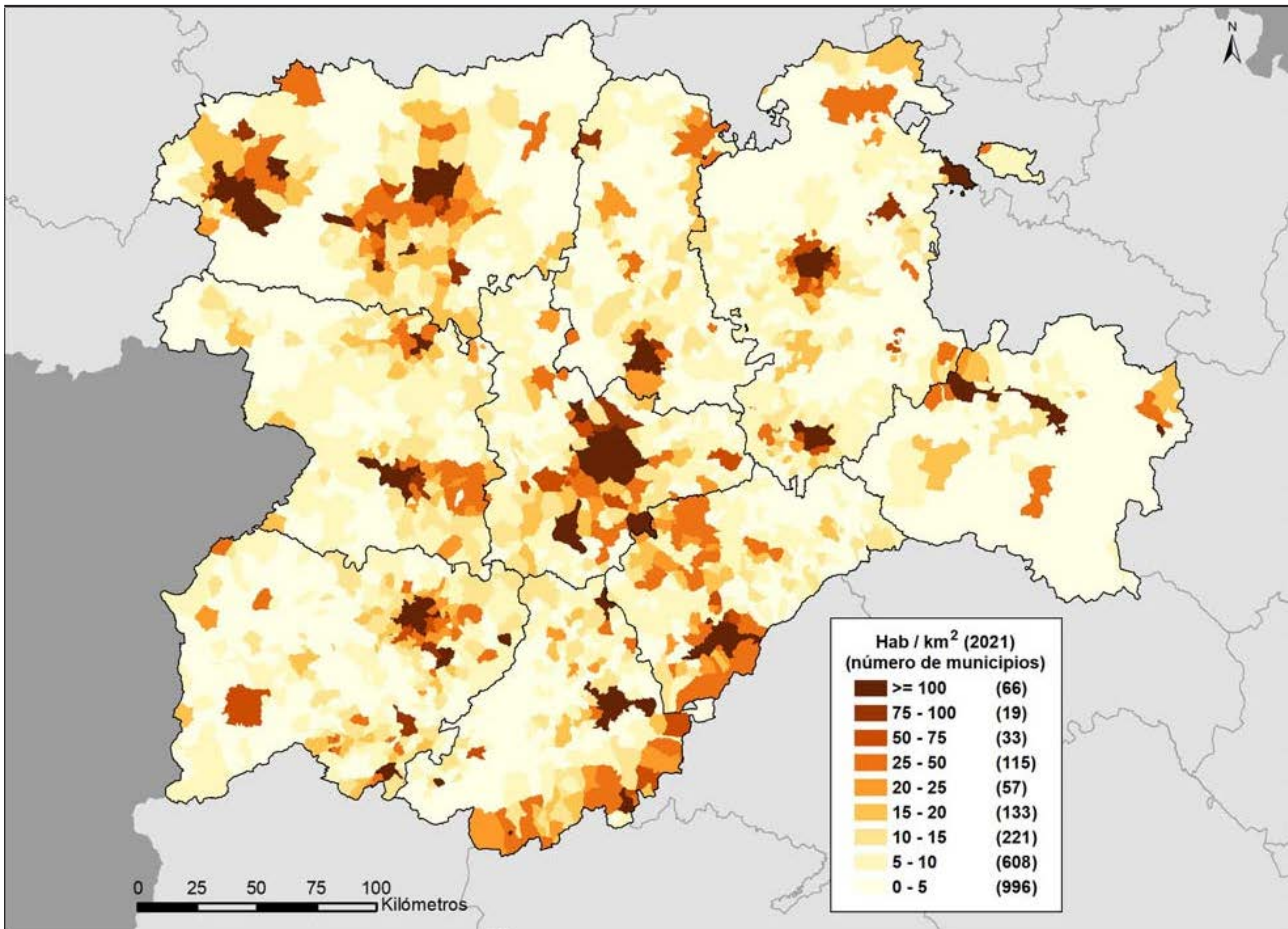 N
Hab / km² (2021)
(número de municipios)
>= 100 (66)
75 - 100 (19)
50 - 75 (33)
25 - 50 (115)
20 - 25 (57)
15 - 20 (133)
10 - 15 (221)
5 - 10 (608)
0 - 5 (996)
0 25 50 75 100
Kilómetros